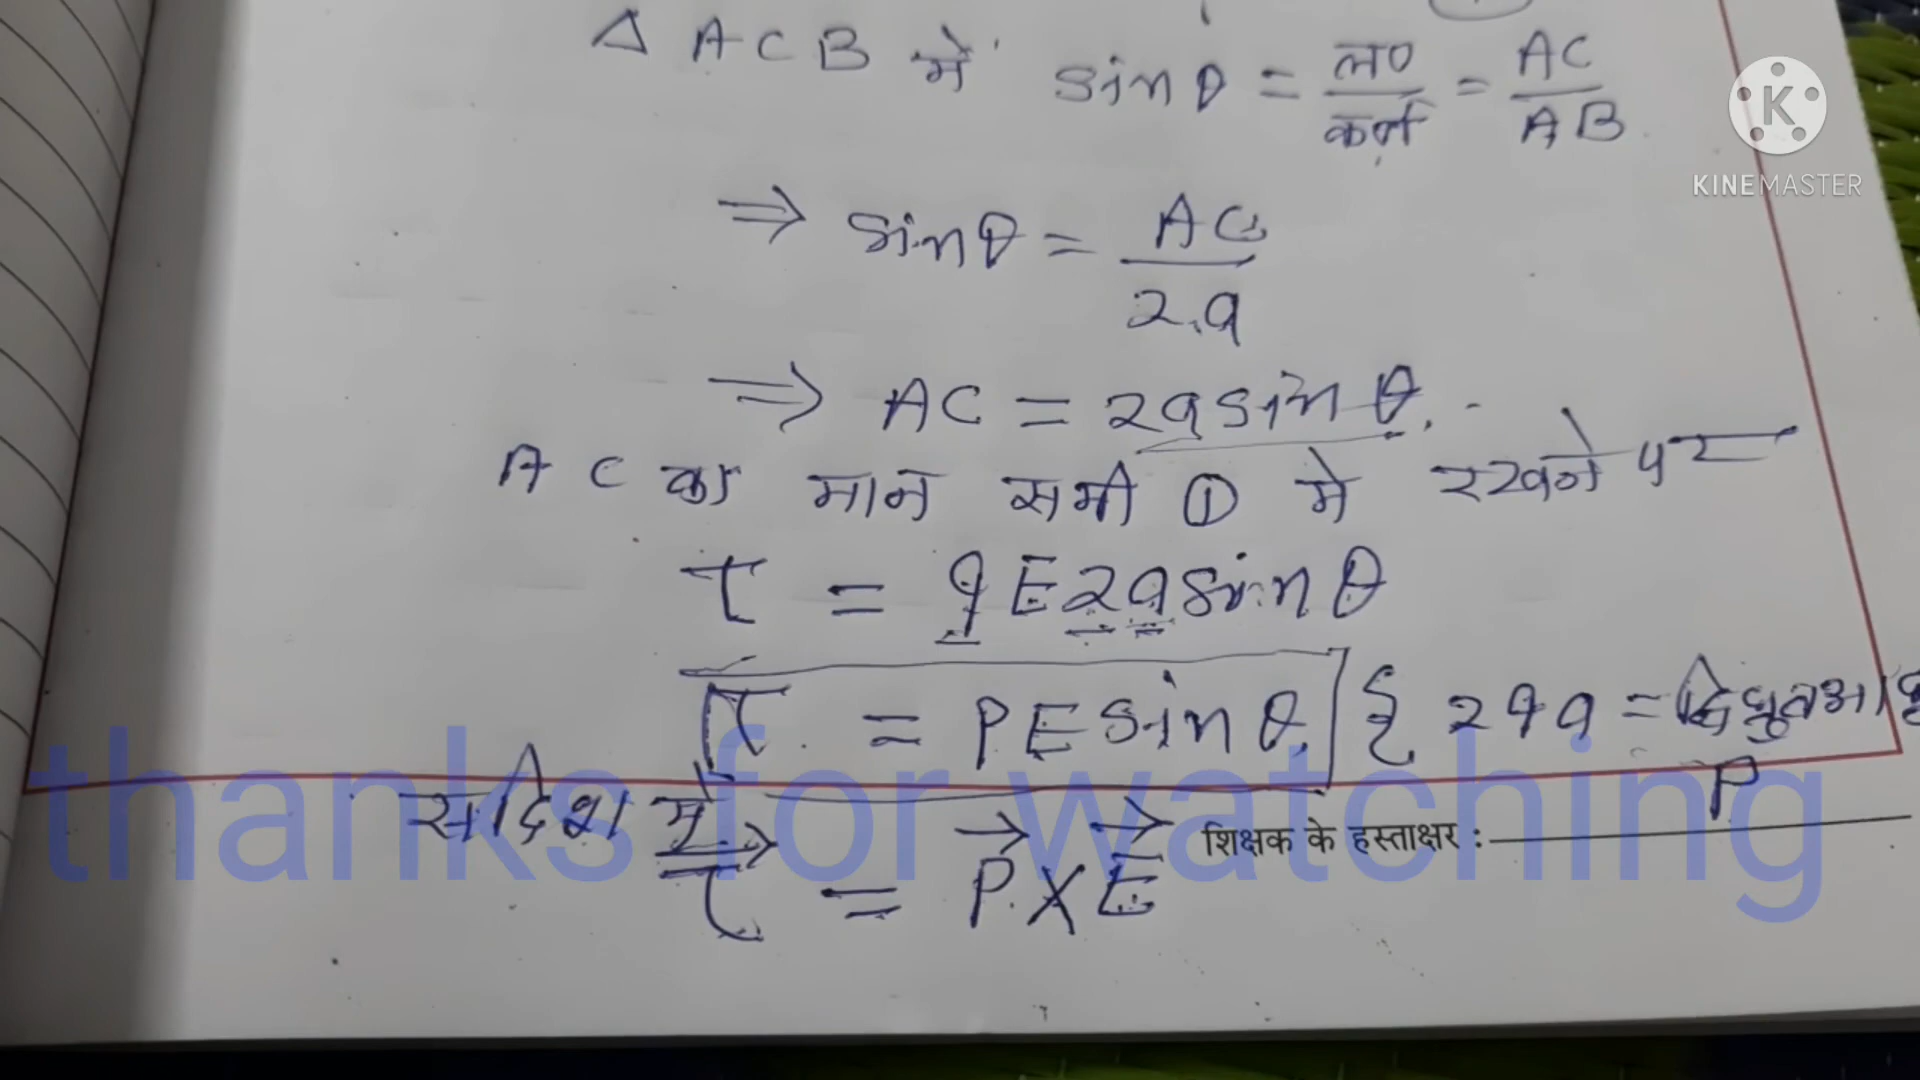 Δ ACB में sinθ = ल०/कर्ण = AC/AB
KINEMASTER
⇒ sinθ = AC/2a
⇒ AC = 2a sinθ
AC का मान समी ① में रखने पर
τ = qE2a sinθ
τ = PE sinθ { 2qa = विधुत आ
P
thanks for watching
सदिश में
शिक्षक के हस्ताक्षर :
τ⃗ = P⃗ × E⃗